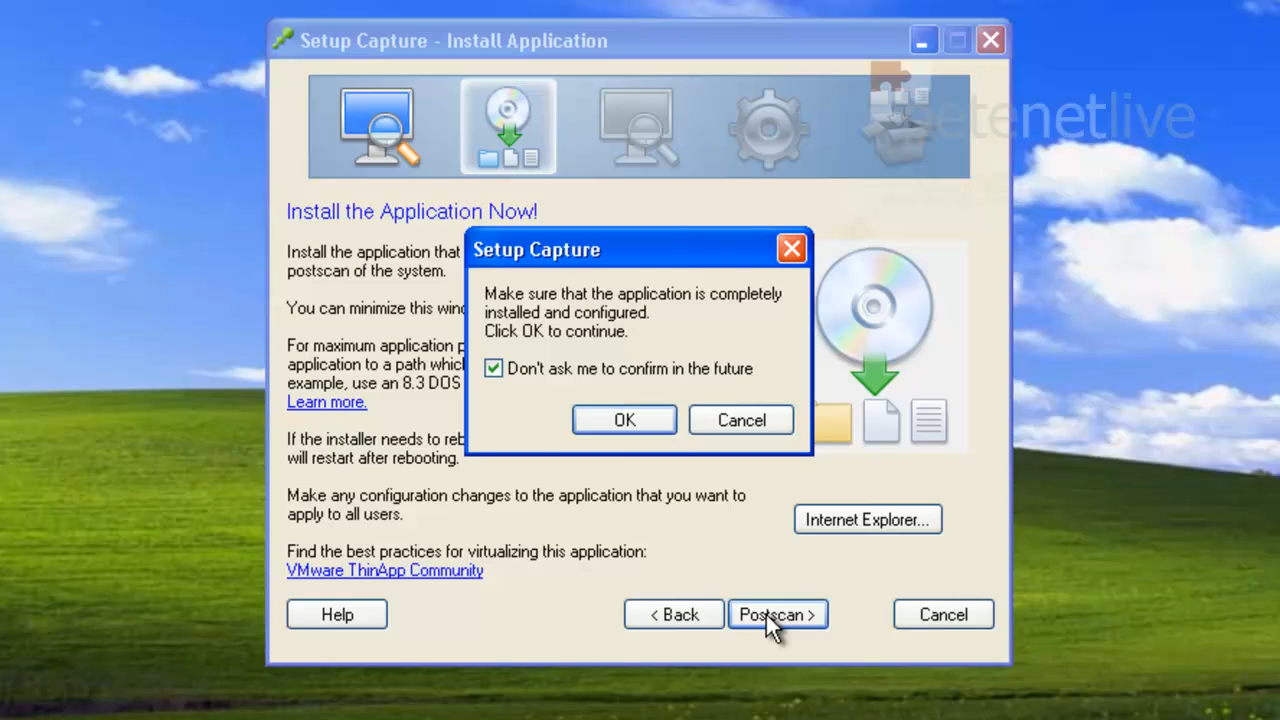 Setup Capture - Install Application
etenetlive
Install the Application Now!
Install the application that
postscan of the system.
You can minimize this wind
For maximum application p
application to a path which
example, use an 8.3 DOS
Learn more.
If the installer needs to reb
will restart after rebooting.
Make any configuration changes to the application that you want to
apply to all users.
Internet Explorer...
Find the best practices for virtualizing this application:
VMware ThinApp Community
Help
< Back
Postscan >
Cancel
Setup Capture
Make sure that the application is completely
installed and configured.
Click OK to continue.
Don't ask me to confirm in the future
OK
Cancel